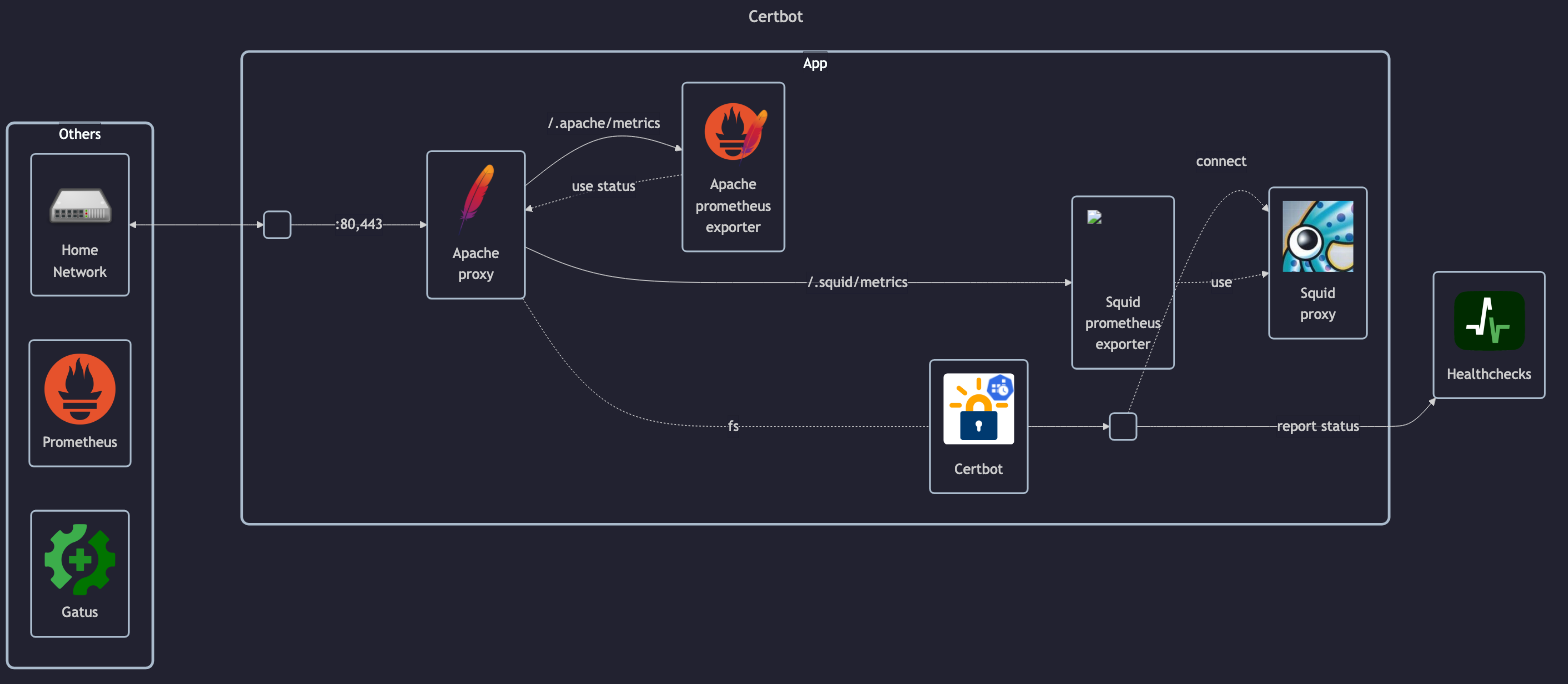 Certbot
App
Others
Home
Network
Prometheus
Gatus
:80,443
Apache
proxy
/.apache/metrics
use status
Apache
prometheus
exporter
/.squid/metrics
fs
Squid
prometheus
exporter
Certbot
connect
use
Squid
proxy
report status
Healthchecks